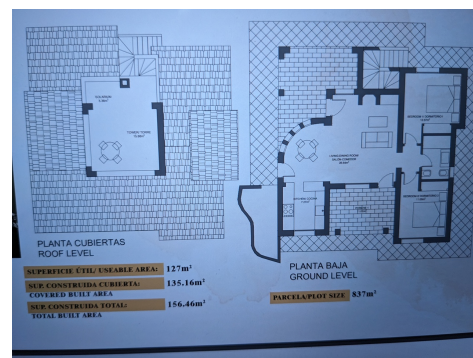 PLANTA CUBIERTAS
ROOF LEVEL
SUPERFICIE ÚTIL/ USEABLE AREA: 127m²
SUP. CONSTRUIDA CUBIERTA: 135.16m²
COVERED BUILT AREA
SUP. CONSTRUIDA TOTAL: 156.46m²
TOTAL BUILT AREA
PLANTA BAJA
GROUND LEVEL
PARCELA/PLOT SIZE 837m²